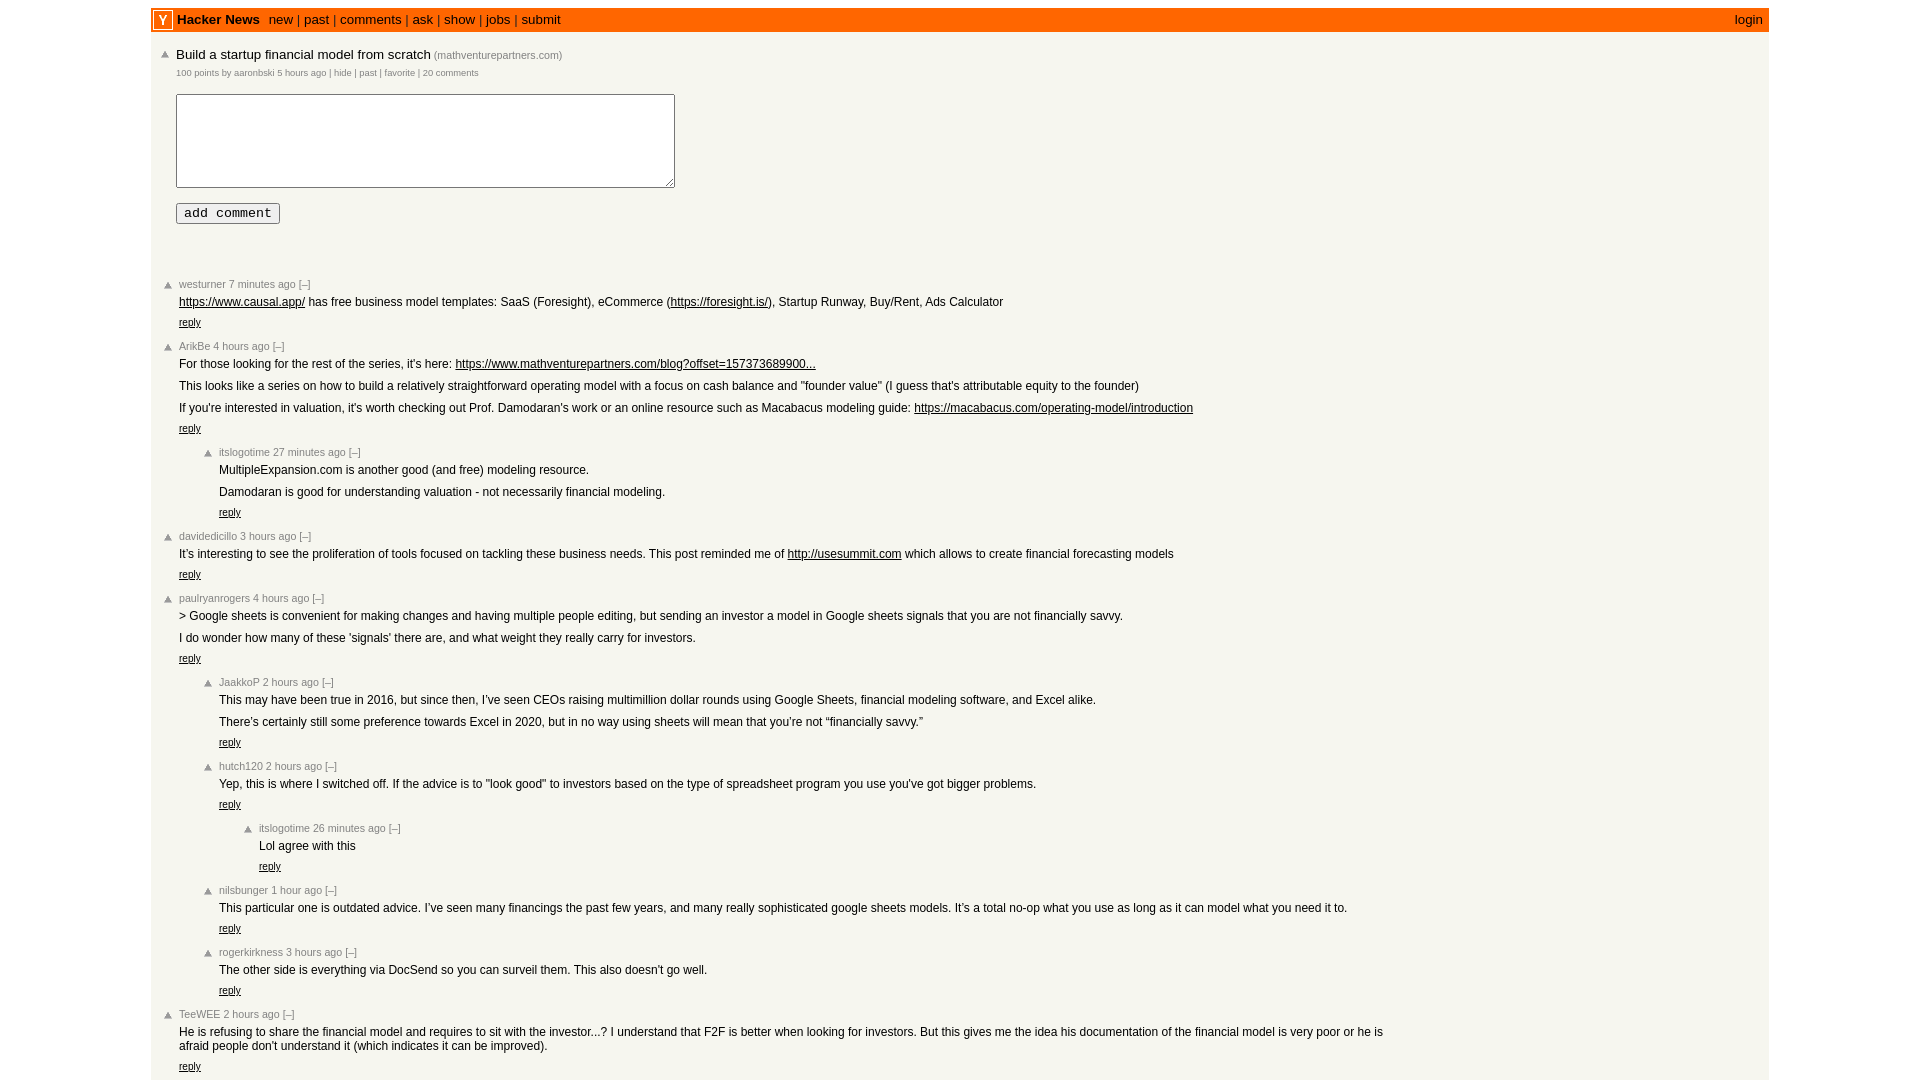 Y Hacker News new | past | comments | ask | show | jobs | submit login
Build a startup financial model from scratch (mathventurepartners.com)
100 points by aaronbski 5 hours ago | hide | past | favorite | 20 comments
add comment
westurner 7 minutes ago [–]
https://www.causal.app/ has free business model templates: SaaS (Foresight), eCommerce (https://foresight.is/), Startup Runway, Buy/Rent, Ads Calculator
reply
ArikBe 4 hours ago [–]
For those looking for the rest of the series, it's here: https://www.mathventurepartners.com/blog?offset=157373689900...
This looks like a series on how to build a relatively straightforward operating model with a focus on cash balance and "founder value" (I guess that's attributable equity to the founder)
If you're interested in valuation, it's worth checking out Prof. Damodaran's work or an online resource such as Macabacus modeling guide: https://macabacus.com/operating-model/introduction
reply
itslogotime 27 minutes ago [–]
MultipleExpansion.com is another good (and free) modeling resource.
Damodaran is good for understanding valuation - not necessarily financial modeling.
reply
davidedicillo 3 hours ago [–]
It’s interesting to see the proliferation of tools focused on tackling these business needs. This post reminded me of http://usesummit.com which allows to create financial forecasting models
reply
paulryanrogers 4 hours ago [–]
> Google sheets is convenient for making changes and having multiple people editing, but sending an investor a model in Google sheets signals that you are not financially savvy.
I do wonder how many of these 'signals' there are, and what weight they really carry for investors.
reply
JaakkoP 2 hours ago [–]
This may have been true in 2016, but since then, I’ve seen CEOs raising multimillion dollar rounds using Google Sheets, financial modeling software, and Excel alike.
There’s certainly still some preference towards Excel in 2020, but in no way using sheets will mean that you’re not “financially savvy.”
reply
hutch120 2 hours ago [–]
Yep, this is where I switched off. If the advice is to "look good" to investors based on the type of spreadsheet program you use you've got bigger problems.
reply
itslogotime 26 minutes ago [–]
Lol agree with this
reply
nilsbunger 1 hour ago [–]
This particular one is outdated advice. I’ve seen many financings the past few years, and many really sophisticated google sheets models. It’s a total no-op what you use as long as it can model what you need it to.
reply
rogerkirkness 3 hours ago [–]
The other side is everything via DocSend so you can surveil them. This also doesn't go well.
reply
TeeWEE 2 hours ago [–]
He is refusing to share the financial model and requires to sit with the investor...? I understand that F2F is better when looking for investors. But this gives me the idea his documentation of the financial model is very poor or he is
afraid people don't understand it (which indicates it can be improved).
reply